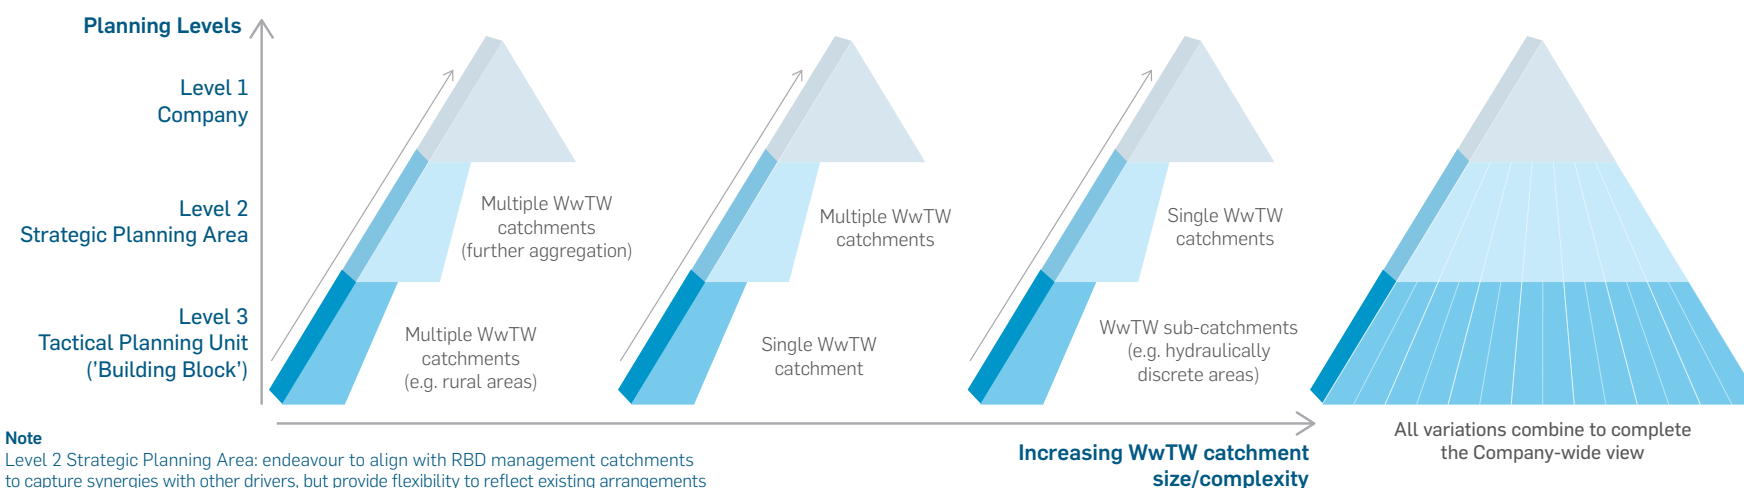 Planning Levels
Level 1
Company
Level 2
Strategic Planning Area
Level 3
Tactical Planning Unit
('Building Block')
Multiple WwTW
catchments
(further aggregation)
Multiple WwTW
catchments
(e.g. rural areas)
Multiple WwTW
catchments
Single WwTW
catchment
Single WwTW
catchments
WwTW sub-catchments
(e.g. hydraulically
discrete areas)
All variations combine to complete
the Company-wide view
Increasing WwTW catchment
size/complexity
Note
Level 2 Strategic Planning Area: endeavour to align with RBD management catchments
to capture synergies with other drivers, but provide flexibility to reflect existing arrangements